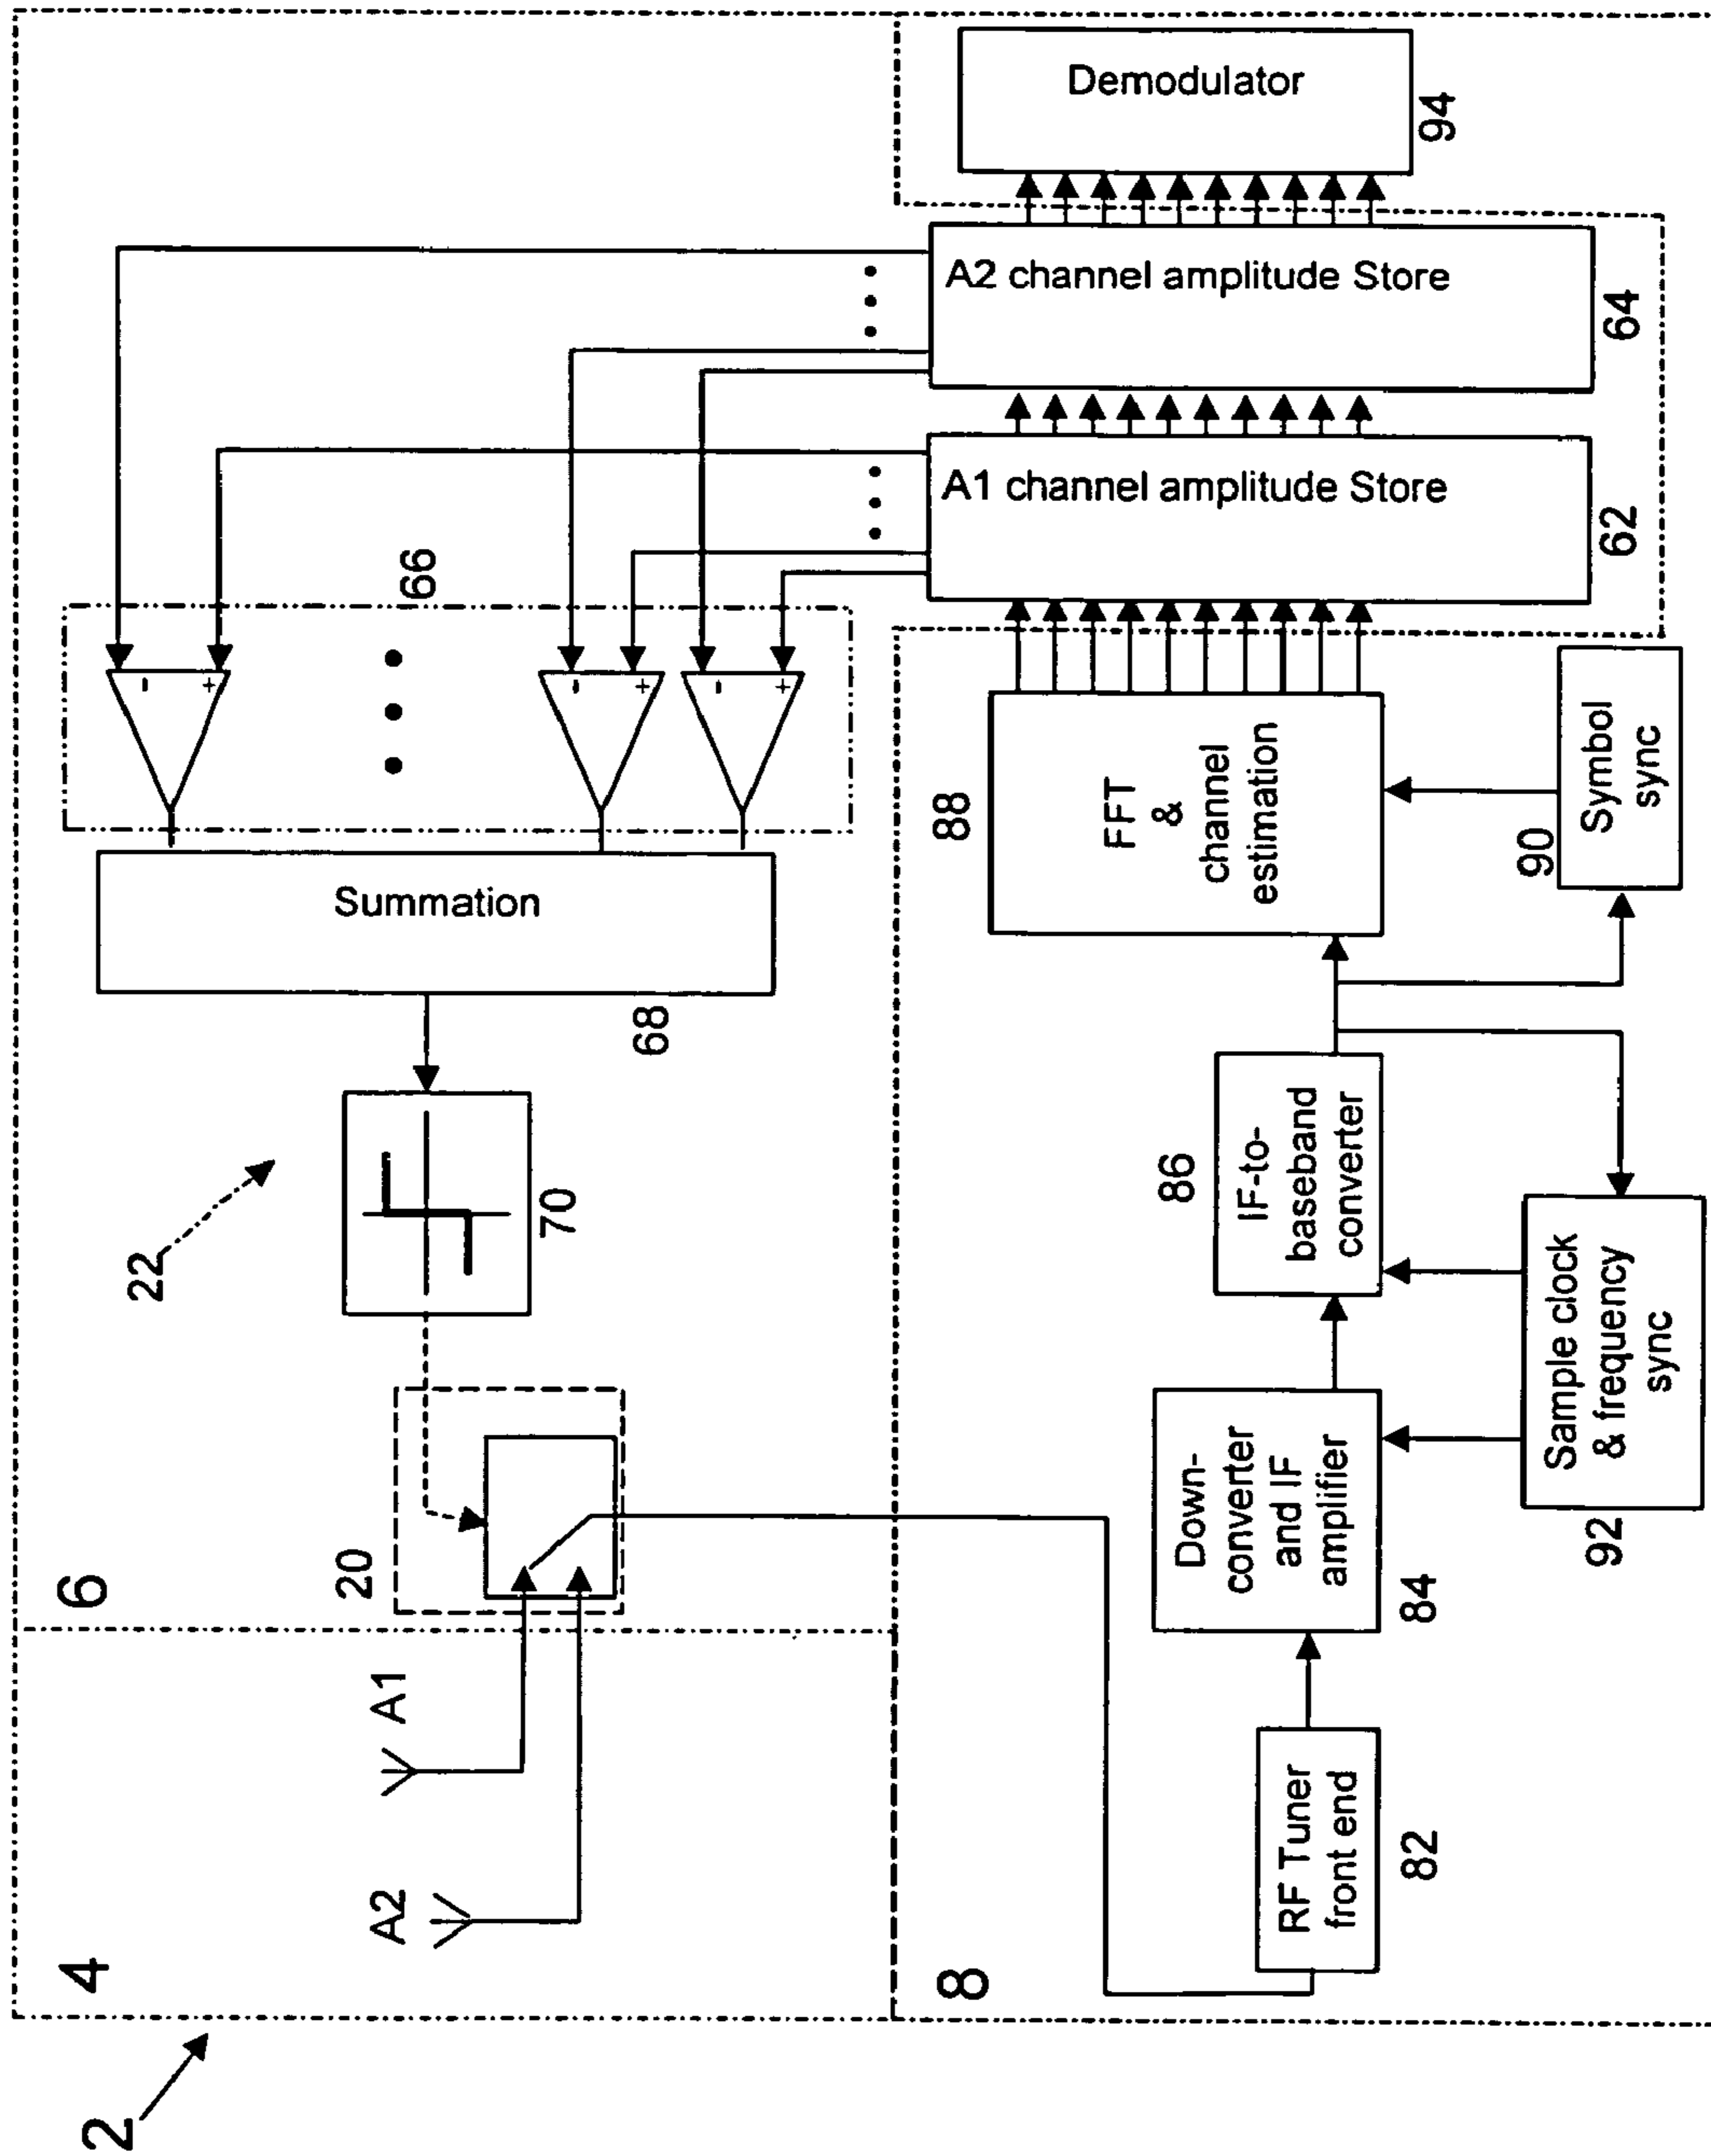 2
4
6
A2
A1
20
22
70
68
Summation
66
-
+
-
+
-
+
8
RF Tuner
front end
82
Down-
converter
and IF
amplifier
84
IF-to-
baseband
converter
86
Sample clock
& frequency
sync
92
FFT
&
channel
estimation
88
Symbol
sync
90
A1 channel amplitude Store
62
A2 channel amplitude Store
64
Demodulator
94